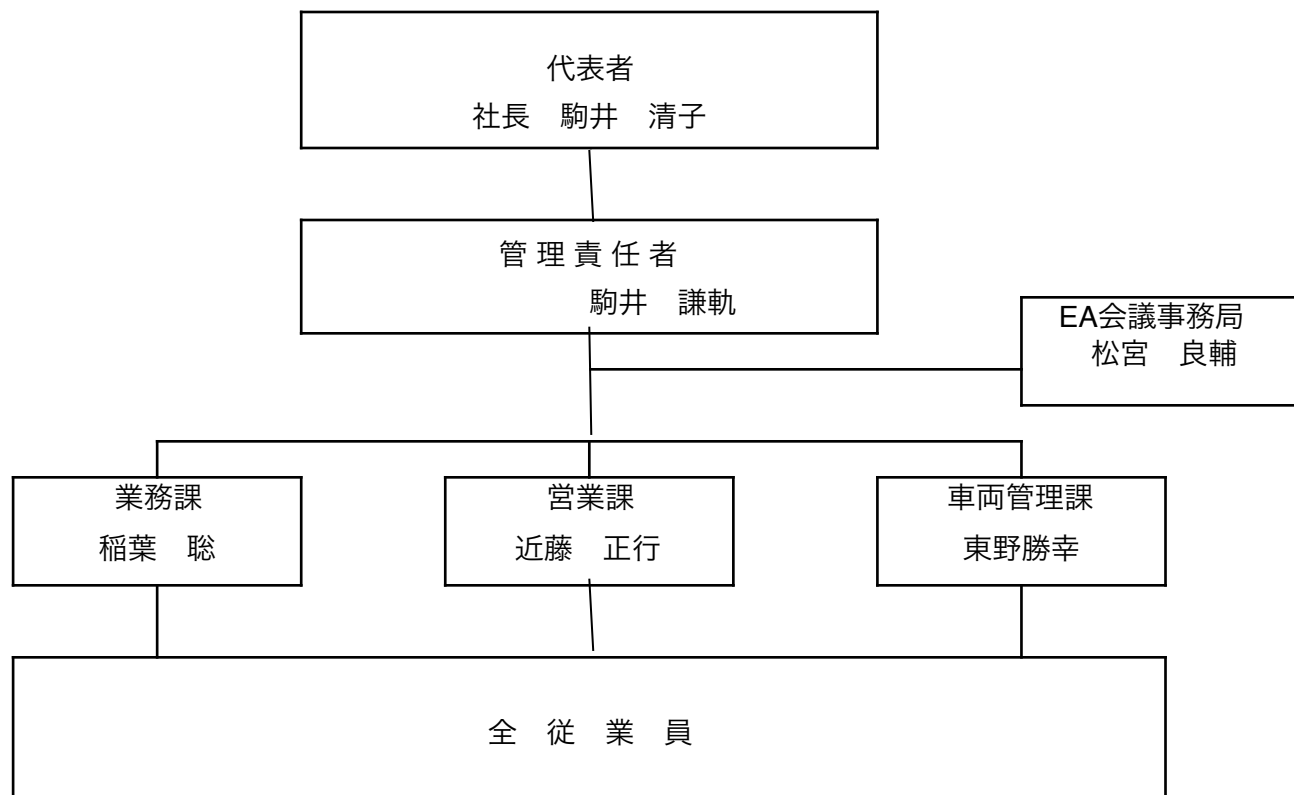 代表者
社長　駒井　清子
管 理 責 任 者
駒井　謙軌
EA会議事務局
松宮　良輔
業務課
稲葉　聡
営業課
近藤　正行
車両管理課
東野勝幸
全　従　業　員